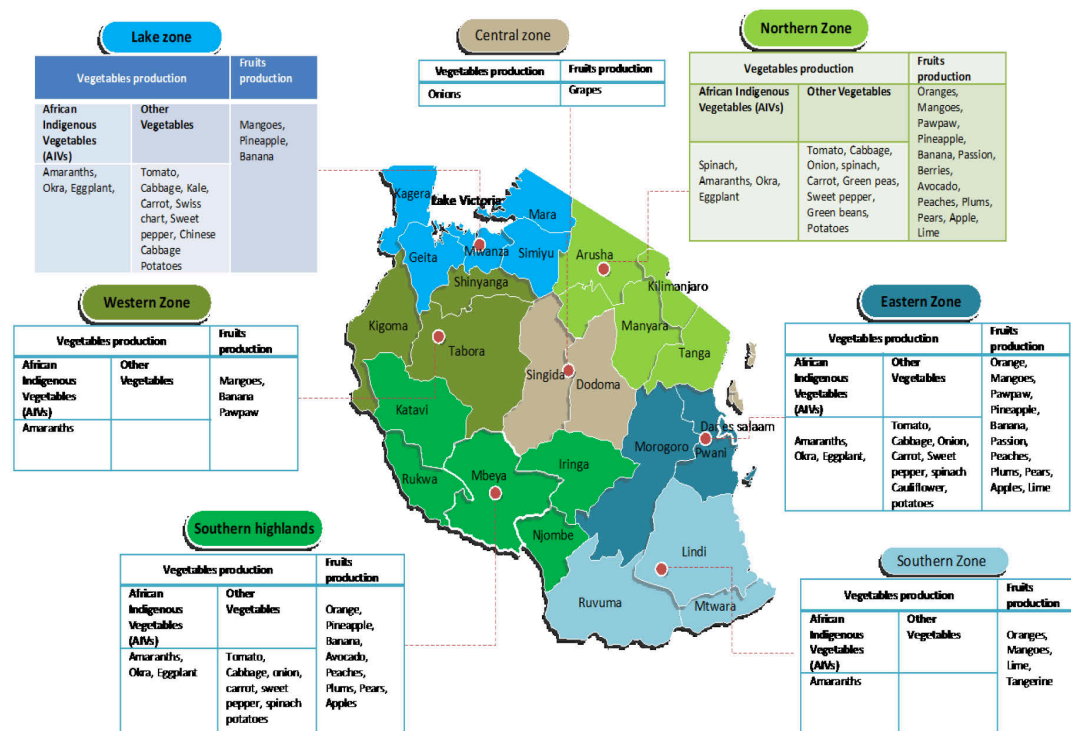 Lake zone
Vegetables production
Fruits
production
African
Indigenous
Vegetables
(AIVs)
Other
Vegetables
Mangoes,
Pineapple,
Banana
Amaranths,
Okra, Eggplant,
Tomato,
Cabbage, Kale,
Carrot, Swiss
chart, Sweet
pepper, Chinese
Cabbage
Potatoes
Central zone
Vegetables production
Fruits production
Onions
Grapes
Northern Zone
Vegetables production
Fruits
production
African Indigenous
Vegetables (AIVs)
Other Vegetables
Oranges,
Mangoes,
Pawpaw,
Pineapple,
Banana, Passion,
Berries,
Avocado,
Peaches, Plums,
Pears, Apple,
Lime
Spinach,
Amaranths, Okra,
Eggplant
Tomato, Cabbage,
Onion, spinach,
Carrot, Green peas,
Sweet pepper,
Green beans,
Potatoes
Kagera
Lake Victoria
Mara
Geita
Mwanza
Simiyu
Arusha
Shinyanga
Kilimanjaro
Kigoma
Manyara
Tabora
Tanga
Singida
Dodoma
Katavi
Dar es salaam
Morogoro
Pwani
Rukwa
Mbeya
Iringa
Njombe
Lindi
Ruvuma
Mtwara
Western Zone
Vegetables production
Fruits
production
African
Indigenous
Vegetables
(AIVs)
Other
Vegetables
Mangoes,
Banana
Pawpaw
Amaranths
Eastern Zone
Vegetables production
Fruits
production
African
Indigenous
Vegetables
(AIVs)
Other
Vegetables
Orange,
Mangoes,
Pawpaw,
Pineapple,
Banana,
Passion,
Peaches,
Plums, Pears,
Apples, Lime
Amaranths,
Okra, Eggplant,
Tomato,
Cabbage, Onion,
Carrot, Sweet
pepper, spinach
Cauliflower,
potatoes
Southern highlands
Vegetables production
Fruits
production
African
Indigenous
Vegetables
(AIVs)
Other
Vegetables
Orange,
Pineapple,
Banana,
Avocado,
Peaches,
Plums, Pears,
Apples
Amaranths,
Okra, Eggplant
Tomato,
Cabbage, onion,
carrot, sweet
pepper, spinach
potatoes
Southern Zone
Vegetables production
Fruits
production
African
Indigenous
Vegetables
(AIVs)
Other
Vegetables
Oranges,
Mangoes,
Lime,
Tangerine
Amaranths